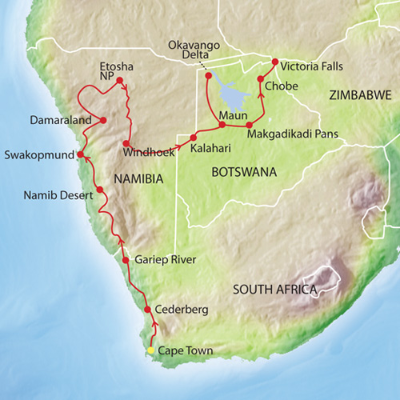 Okavango
Delta
Etosha
NP
Victoria Falls
Chobe
ZIMBABWE
Damaraland
Maun
Makgadikadi Pans
Swakopmund
Windhoek
Kalahari
NAMIBIA
BOTSWANA
Namib Desert
Gariep River
SOUTH AFRICA
Cederberg
Cape Town